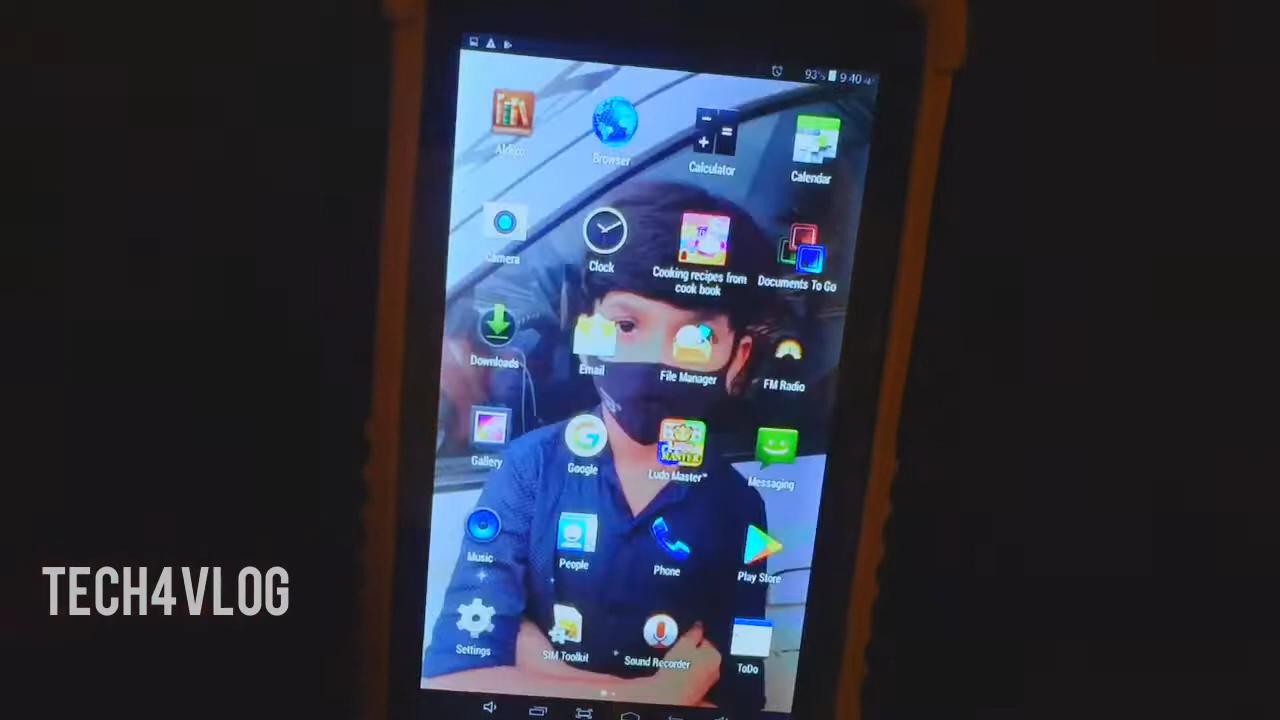 93% 9:40
Aldiko
Browser
Calculator
Calendar
Camera
Clock
Cooking recipes from
cook book
Documents To Go
Downloads
Email
File Manager
FM Radio
Gallery
Google
Ludo Master™
Messaging
Music
People
Phone
Play Store
Settings
SIM Toolkit
Sound Recorder
ToDo
TECH4VLOG